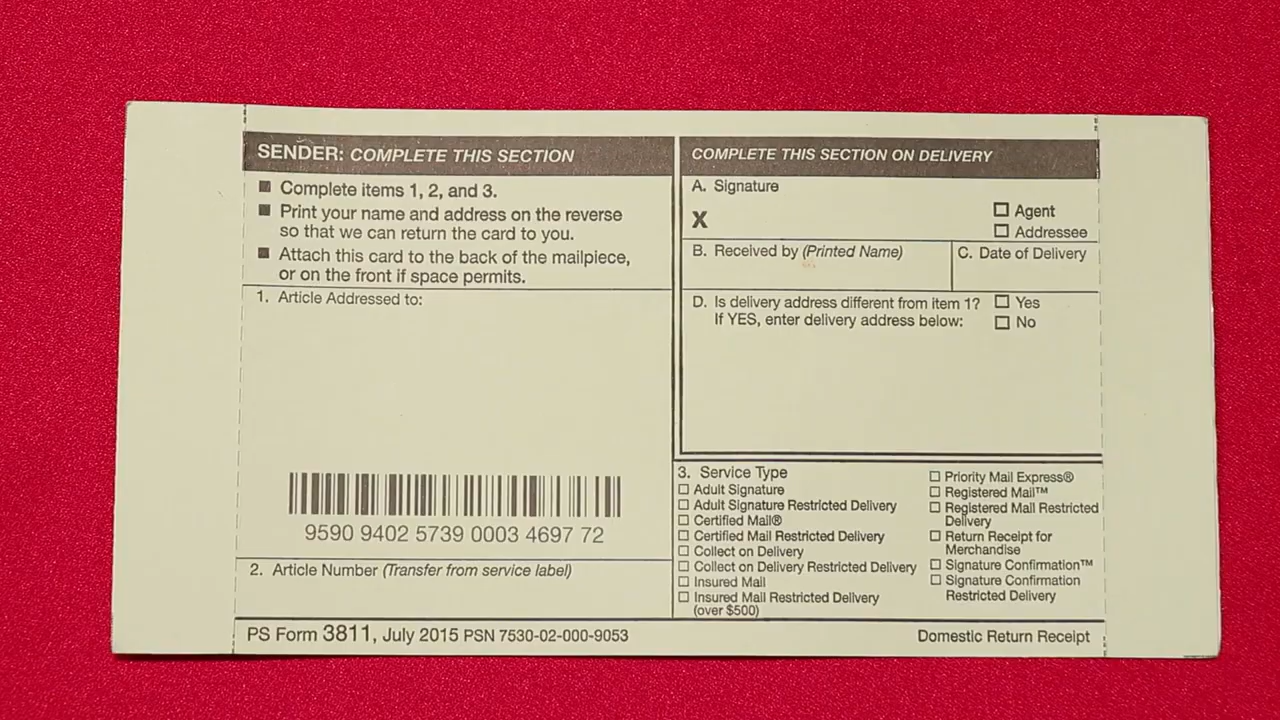 SENDER: COMPLETE THIS SECTION
■ Complete items 1, 2, and 3.
■ Print your name and address on the reverse
so that we can return the card to you.
■ Attach this card to the back of the mailpiece,
or on the front if space permits.
1. Article Addressed to:
9590 9402 5739 0003 4697 72
2. Article Number (Transfer from service label)
COMPLETE THIS SECTION ON DELIVERY
A. Signature
X
☐ Agent
☐ Addressee
B. Received by (Printed Name)
C. Date of Delivery
D. Is delivery address different from item 1? ☐ Yes
If YES, enter delivery address below: ☐ No
3. Service Type
☐ Adult Signature
☐ Adult Signature Restricted Delivery
☐ Certified Mail®
☐ Certified Mail Restricted Delivery
☐ Collect on Delivery
☐ Collect on Delivery Restricted Delivery
☐ Insured Mail
☐ Insured Mail Restricted Delivery
(over $500)
☐ Priority Mail Express®
☐ Registered Mail™
☐ Registered Mail Restricted
Delivery
☐ Return Receipt for
Merchandise
☐ Signature Confirmation™
☐ Signature Confirmation
Restricted Delivery
PS Form 3811, July 2015 PSN 7530-02-000-9053
Domestic Return Receipt